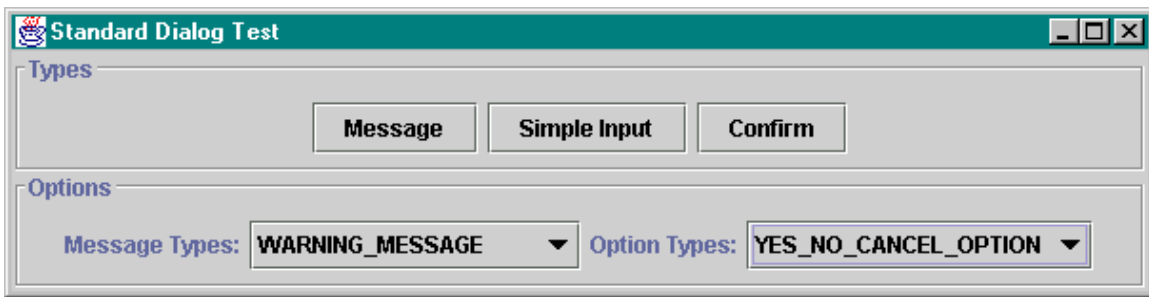 Standard Dialog Test
Types
Message Simple Input Confirm
Options
Message Types: WARNING_MESSAGE Option Types: YES_NO_CANCEL_OPTION